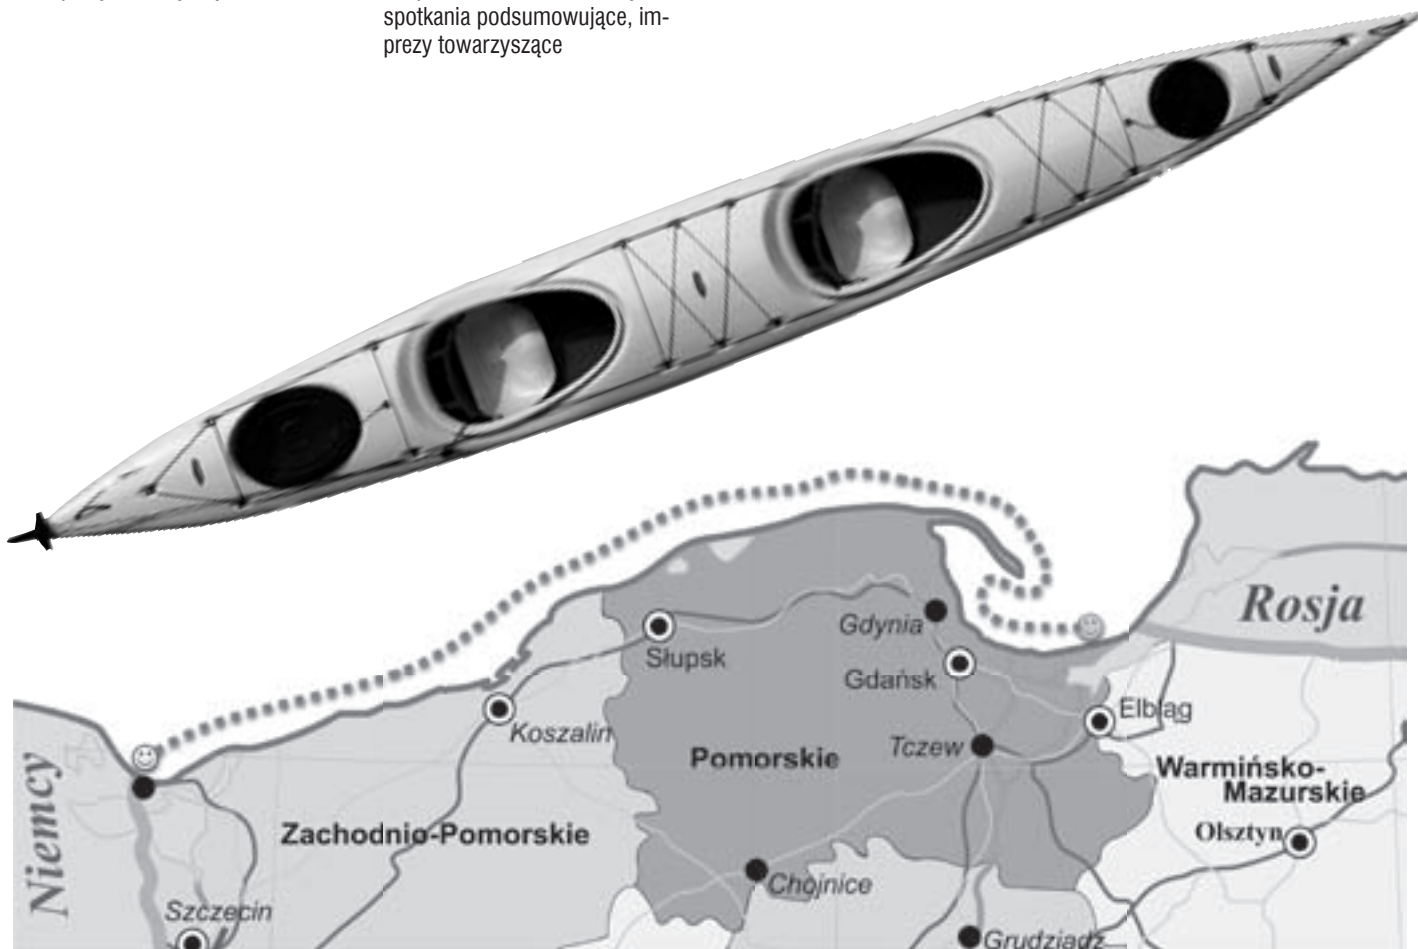 spotkania podsumowujące, im-
prezy towarzyszące
Rosja
Gdynia
Słupsk
Gdańsk
Elbląg
Koszalin
Tczew
Pomorskie
Warmińsko-
Mazurskie
Niemcy
Zachodnio-Pomorskie
Olsztyn
Chojnice
Szczecin
Grudziądz